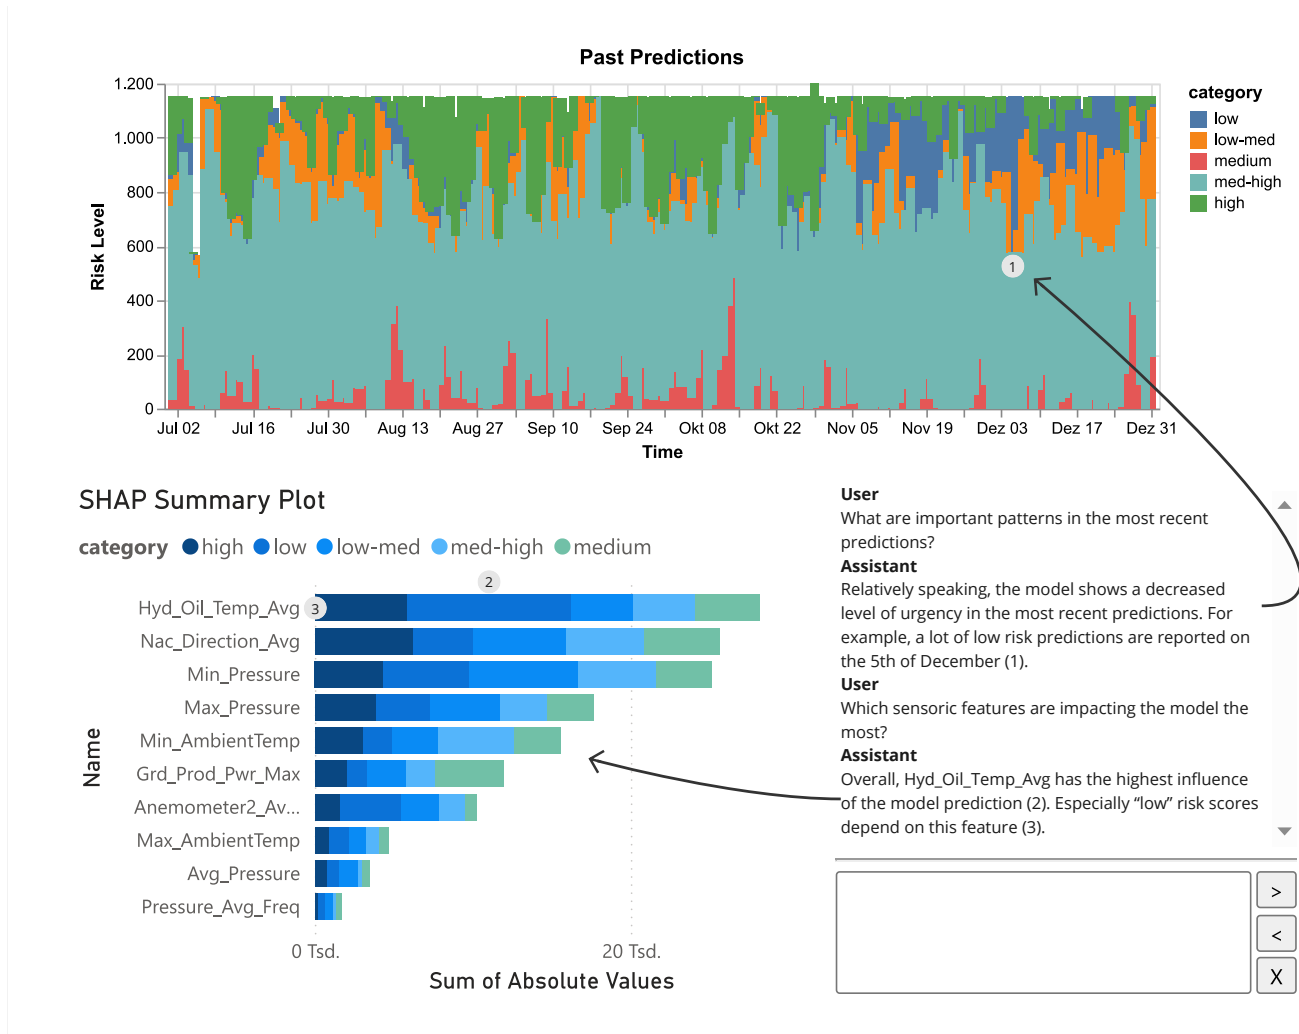 Past Predictions
1.200
1.000
800
600
400
200
0
Risk Level
Jul 02
Jul 16
Jul 30
Aug 13
Aug 27
Sep 10
Sep 24
Okt 08
Okt 22
Nov 05
Nov 19
Dez 03
Dez 17
Dez 31
Time
category
low
low-med
medium
med-high
high
1
SHAP Summary Plot
category high low low-med med-high medium
2
3
Name
Hyd_Oil_Temp_Avg
Nac_Direction_Avg
Min_Pressure
Max_Pressure
Min_AmbientTemp
Grd_Prod_Pwr_Max
Anemometer2_Av...
Max_AmbientTemp
Avg_Pressure
Pressure_Avg_Freq
0 Tsd.
20 Tsd.
Sum of Absolute Values
User
What are important patterns in the most recent
predictions?
Assistant
Relatively speaking, the model shows a decreased
level of urgency in the most recent predictions. For
example, a lot of low risk predictions are reported on
the 5th of December (1).
User
Which sensoric features are impacting the model the
most?
Assistant
Overall, Hyd_Oil_Temp_Avg has the highest influence
of the model prediction (2). Especially “low” risk scores
depend on this feature (3).
>
<
X